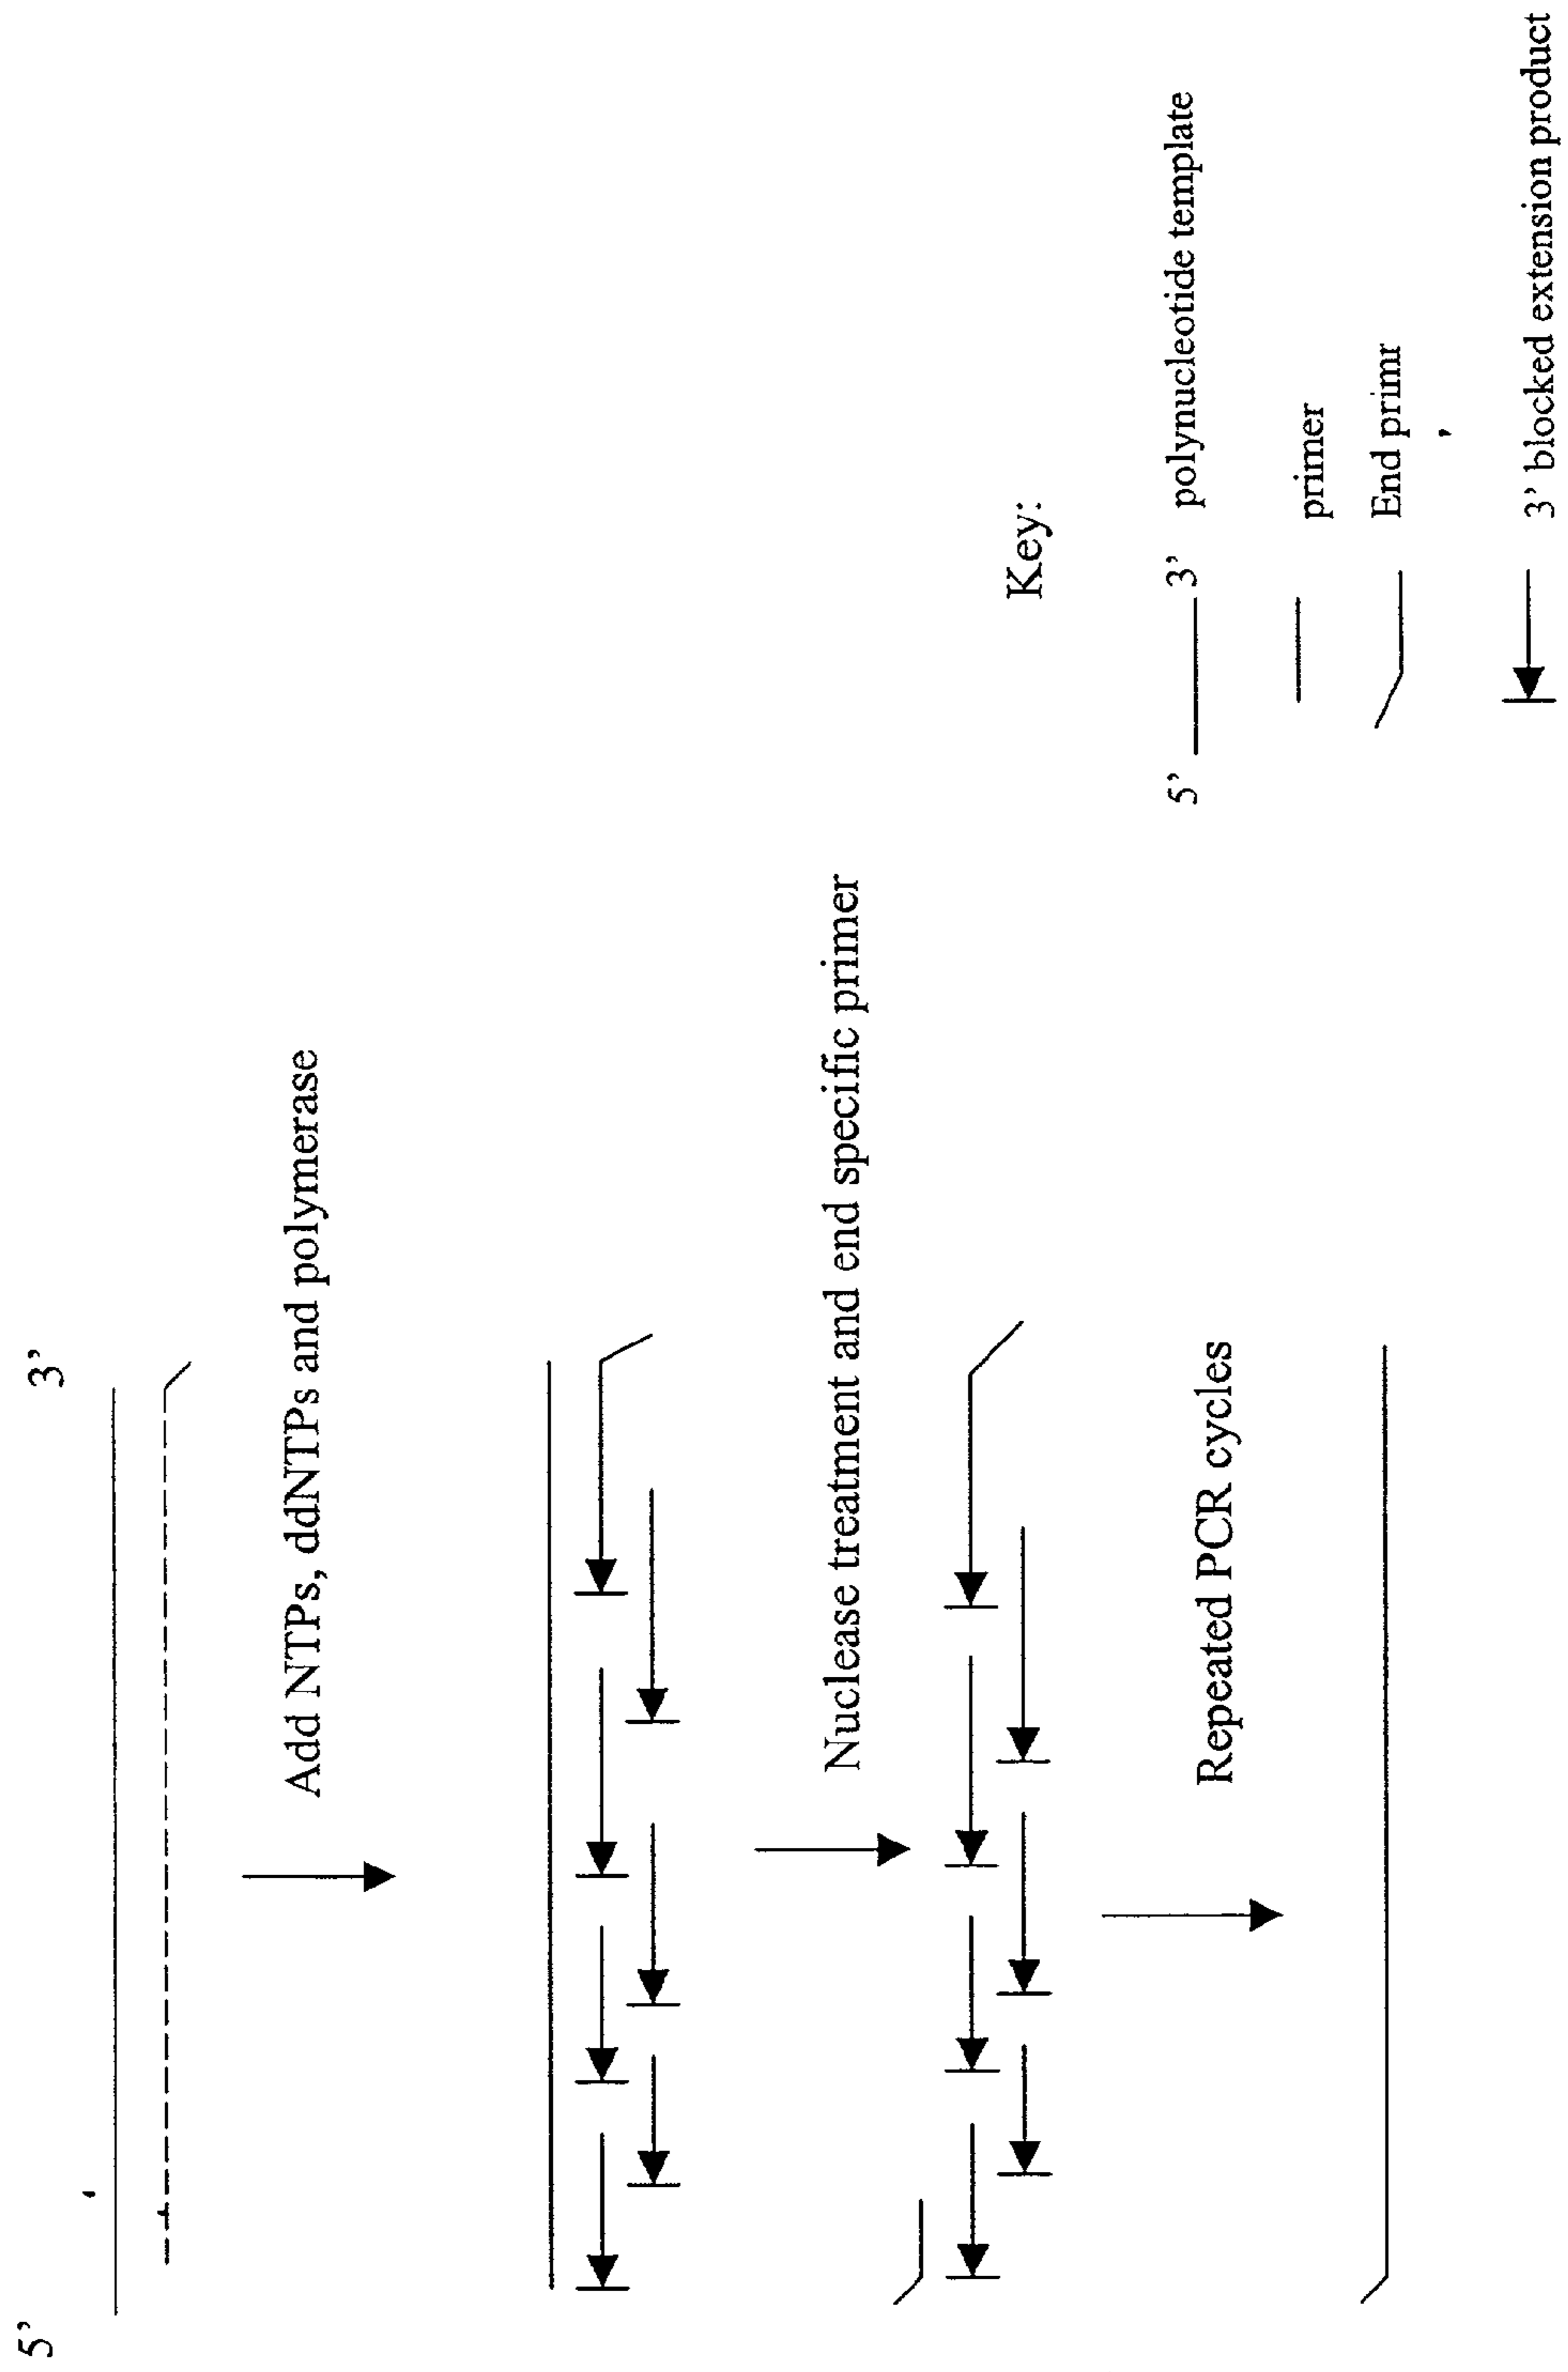 5’ 3’
Add NTPs, ddNTPs and polymerase
Nuclease treatment and end specific primer
Repeated PCR cycles
Key:
5’ 3’ polynucleotide template
primer
End primr
3’ blocked extension product